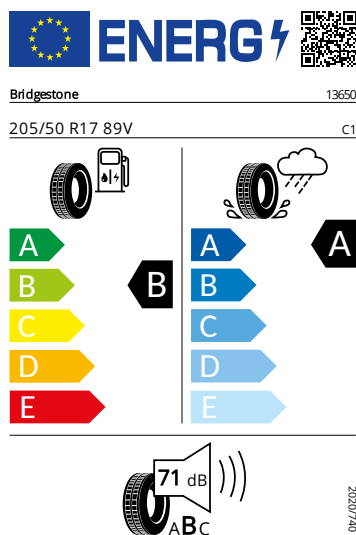 ENERG
Bridgestone 13650
205/50 R17 89V C1
A A
B B A
C C
D D
E E
71 dB
ABC
2020/740